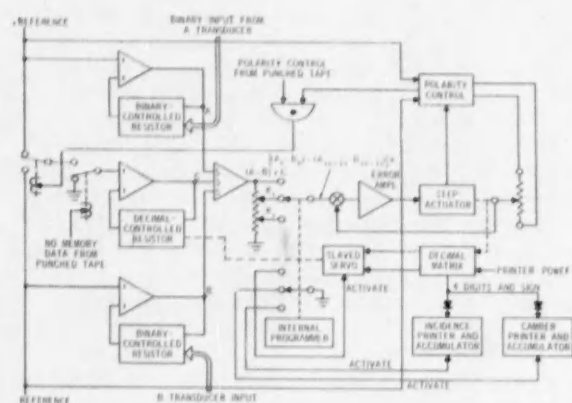 REFERENCE
BINARY INPUT FROM
A TRANSDUCER
POLARITY CONTROL
FROM PUNCHED TAPE
BINARY-
CONTROLLED
RESISTOR
A
POLARITY
CONTROL
ERROR
AMPL
STEP
ACTUATOR
DECIMAL-
CONTROLLED
RESISTOR
NO MEMORY
DATA FROM
PUNCHED TAPE
SLAVED
SERVO
DECIMAL
MATRIX
PRINTER POWER
ACTIVATE
4 DIGITS AND SIGN
B
INTERNAL
PROGRAMMER
INCIDENCE
PRINTER AND
ACCUMULATOR
CAMBER
PRINTER AND
ACCUMULATOR
BINARY-
CONTROLLED
RESISTOR
ACTIVATE
ACTIVATE
REFERENCE
B TRANSDUCER INPUT